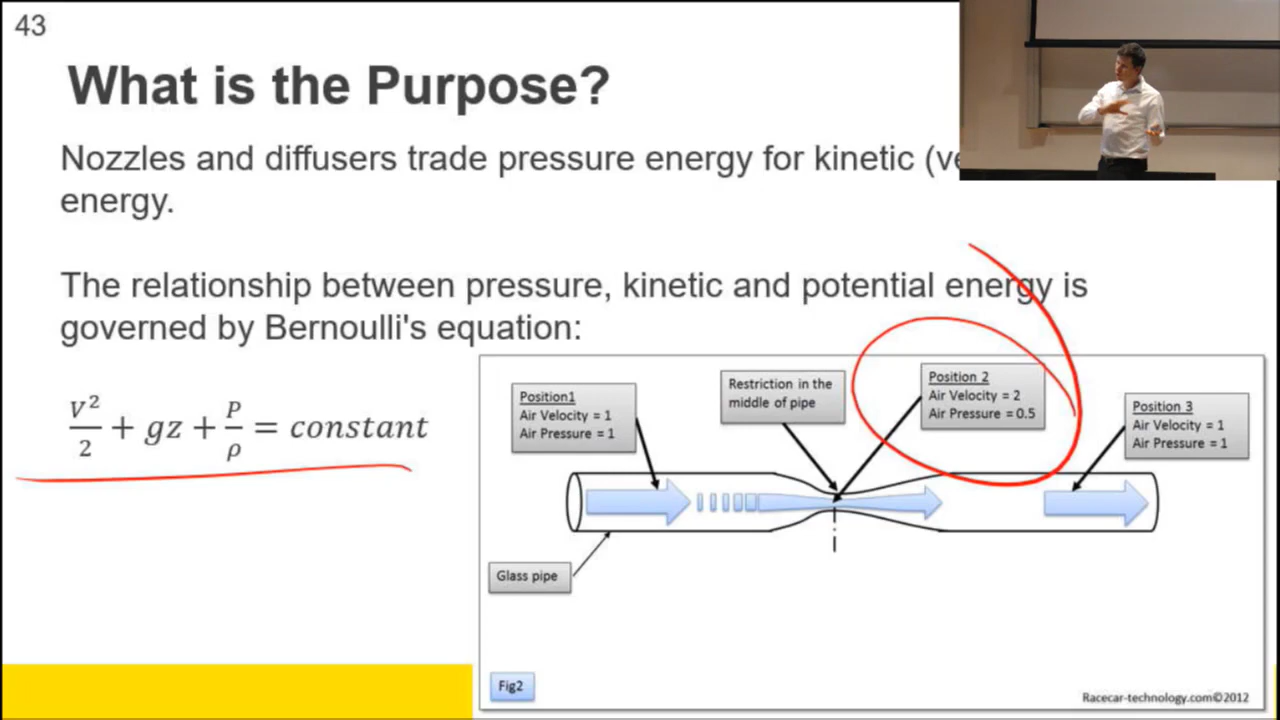 43
What is the Purpose?
Nozzles and diffusers trade pressure energy for kinetic
energy.
The relationship between pressure, kinetic and potential energy is
governed by Bernoulli's equation:
V²/2 + gz + P/ρ = constant
Position1
Air Velocity = 1
Air Pressure = 1
Restriction in the
middle of pipe
Position 2
Air Velocity = 2
Air Pressure = 0.5
Position 3
Air Velocity = 1
Air Pressure = 1
Glass pipe
Fig2
Racecar-technology.com©2012